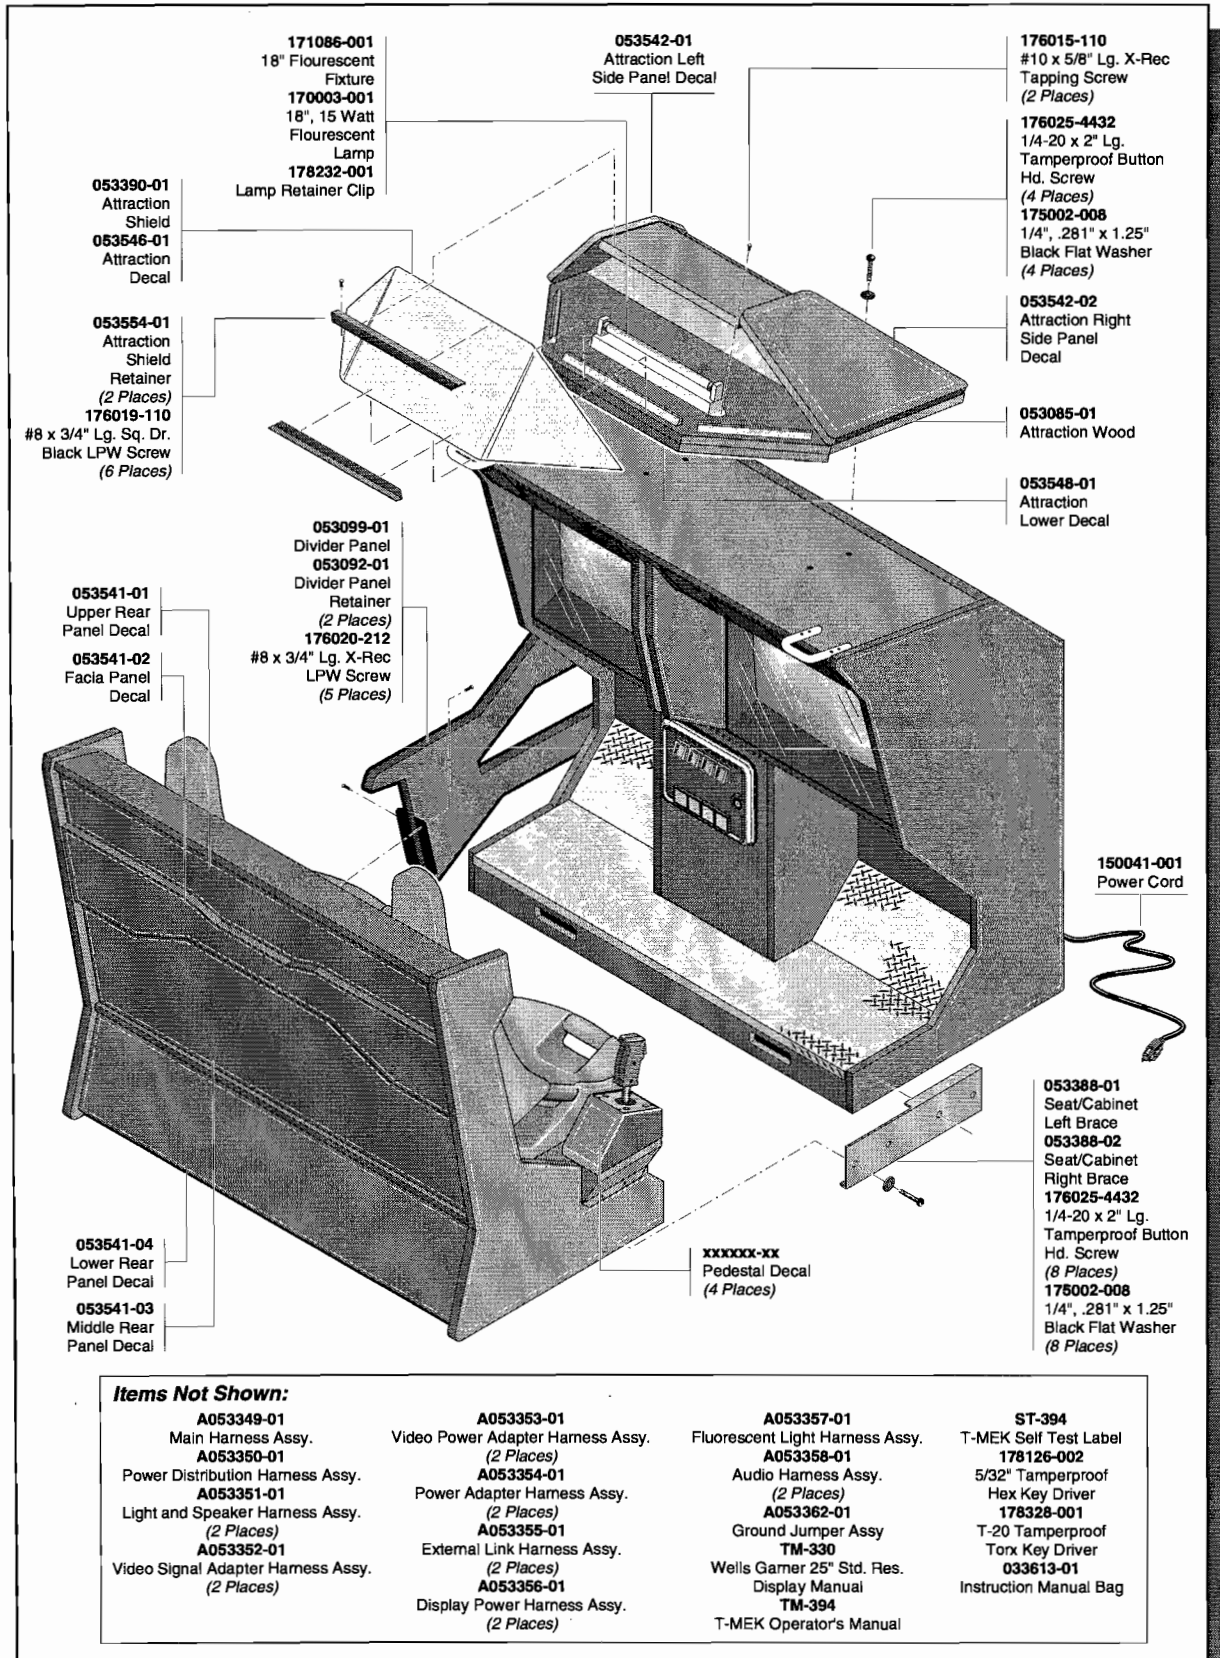 171086-001
18" Flourescent
Fixture
170003-001
18", 15 Watt
Flourescent
Lamp
178232-001
Lamp Retainer Clip
053542-01
Attraction Left
Side Panel Decal
176015-110
#10 x 5/8" Lg. X-Rec
Tapping Screw
(2 Places)
176025-4432
1/4-20 x 2" Lg.
Tamperproof Button
Hd. Screw
(4 Places)
175002-008
1/4", .281" x 1.25"
Black Flat Washer
(4 Places)
053390-01
Attraction
Shield
053546-01
Attraction
Decal
053554-01
Attraction
Shield
Retainer
(2 Places)
176019-110
#8 x 3/4" Lg. Sq. Dr.
Black LPW Screw
(6 Places)
053542-02
Attraction Right
Side Panel
Decal
053085-01
Attraction Wood
053548-01
Attraction
Lower Decal
053099-01
Divider Panel
053092-01
Divider Panel
Retainer
(2 Places)
176020-212
#8 x 3/4" Lg. X-Rec
LPW Screw
(5 Places)
053541-01
Upper Rear
Panel Decal
053541-02
Facia Panel
Decal
150041-001
Power Cord
053388-01
Seat/Cabinet
Left Brace
053388-02
Seat/Cabinet
Right Brace
176025-4432
1/4-20 x 2" Lg.
Tamperproof Button
Hd. Screw
(8 Places)
175002-008
1/4", .281" x 1.25"
Black Flat Washer
(8 Places)
053541-04
Lower Rear
Panel Decal
053541-03
Middle Rear
Panel Decal
xxxxxx-xx
Pedestal Decal
(4 Places)
Items Not Shown:
A053349-01
Main Harness Assy.
A053350-01
Power Distribution Harness Assy.
A053351-01
Light and Speaker Harness Assy.
(2 Places)
A053352-01
Video Signal Adapter Harness Assy.
(2 Places)
A053353-01
Video Power Adapter Harness Assy.
(2 Places)
A053354-01
Power Adapter Harness Assy.
(2 Places)
A053355-01
External Link Harness Assy.
(2 Places)
A053356-01
Display Power Harness Assy.
(2 Places)
A053357-01
Fluorescent Light Harness Assy.
A053358-01
Audio Harness Assy.
(2 Places)
A053362-01
Ground Jumper Assy
TM-330
Wells Garner 25" Std. Res.
Display Manual
TM-394
T-MEK Operator's Manual
ST-394
T-MEK Self Test Label
178126-002
5/32" Tamperproof
Hex Key Driver
178328-001
T-20 Tamperproof
Torx Key Driver
033613-01
Instruction Manual Bag